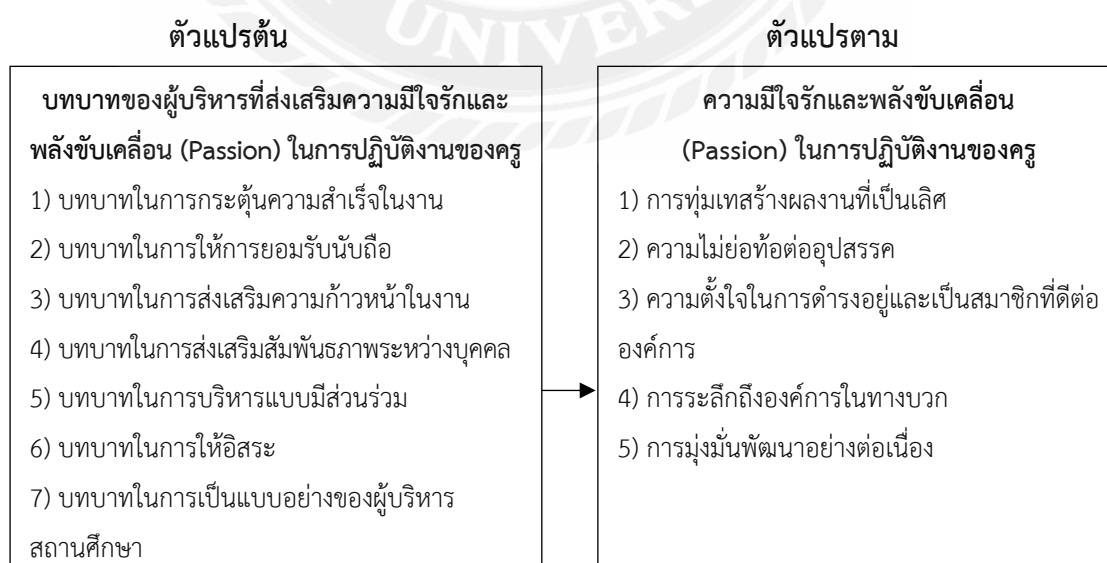 UNIVER
ตัวแปรต้น
บทบาทของผู้บริหารที่ส่งเสริมความมีใจรักและ
พลังขับเคลื่อน (Passion) ในการปฏิบัติงานของครู
1) บทบาทในการกระตุ้นความสำเร็จในงาน
2) บทบาทในการให้การยอมรับนับถือ
3) บทบาทในการส่งเสริมความก้าวหน้าในงาน
4) บทบาทในการส่งเสริมสัมพันธภาพระหว่างบุคคล
5) บทบาทในการบริหารแบบมีส่วนร่วม
6) บทบาทในการให้อิสระ
7) บทบาทในการเป็นแบบอย่างของผู้บริหาร
สถานศึกษา
ตัวแปรตาม
ความมีใจรักและพลังขับเคลื่อน
(Passion) ในการปฏิบัติงานของครู
1) การทุ่มเทสร้างผลงานที่เป็นเลิศ
2) ความไม่ย่อท้อต่ออุปสรรค
3) ความตั้งใจในการดำรงอยู่และเป็นสมาชิกที่ดีต่อ
องค์การ
4) การระลึกถึงองค์การในทางบวก
5) การมุ่งมั่นพัฒนาอย่างต่อเนื่อง